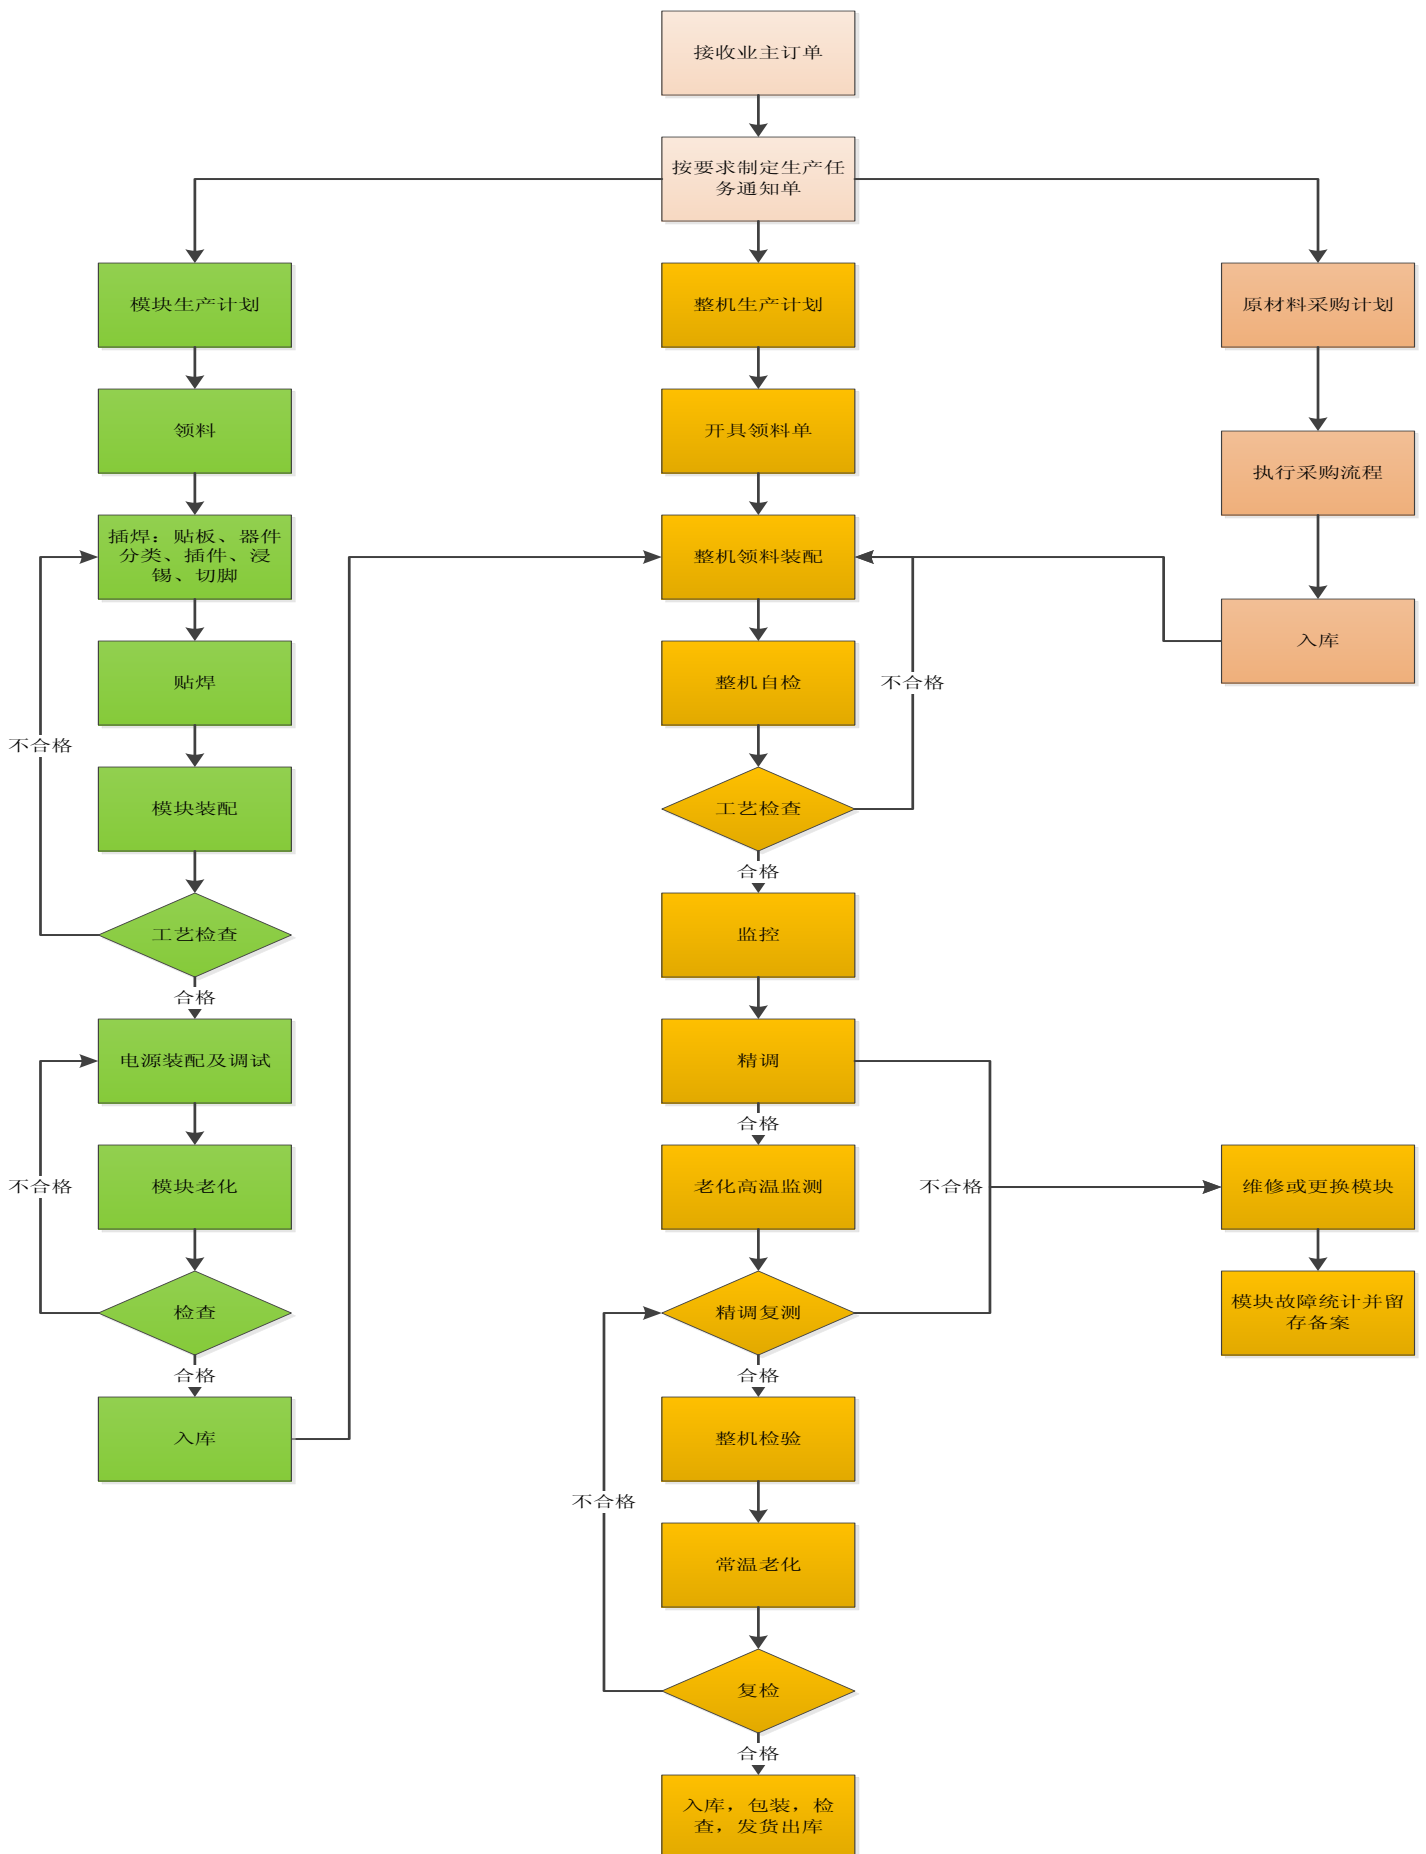 接收业主订单
按要求制定生产任
务通知单
模块生产计划
整机生产计划
原材料采购计划
领料
开具领料单
执行采购流程
插焊：贴板、器件
分类、插件、浸
锡、切脚
整机领料装配
入库
贴焊
整机自检
不合格
不合格
模块装配
工艺检查
合格
工艺检查
监控
合格
电源装配及调试
精调
合格
不合格
模块老化
老化高温监测
不合格
维修或更换模块
检查
精调复测
模块故障统计并留
存备案
合格
合格
入库
整机检验
不合格
常温老化
复检
合格
入库，包装，检
查，发货出库